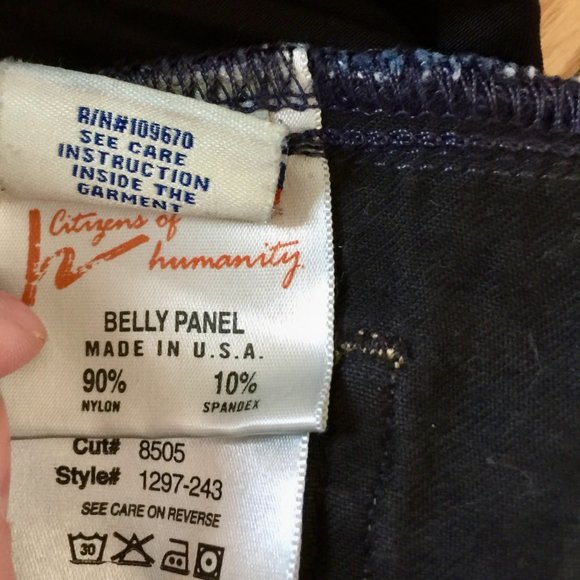 R/N#109670
SEE CARE
INSTRUCTION
INSIDE THE
GARMENT
Citizens of
humanity.
BELLY PANEL
MADE IN U.S.A.
90% 10%
NYLON SPANDEX
Cut# 8505
Style# 1297-243
SEE CARE ON REVERSE
30